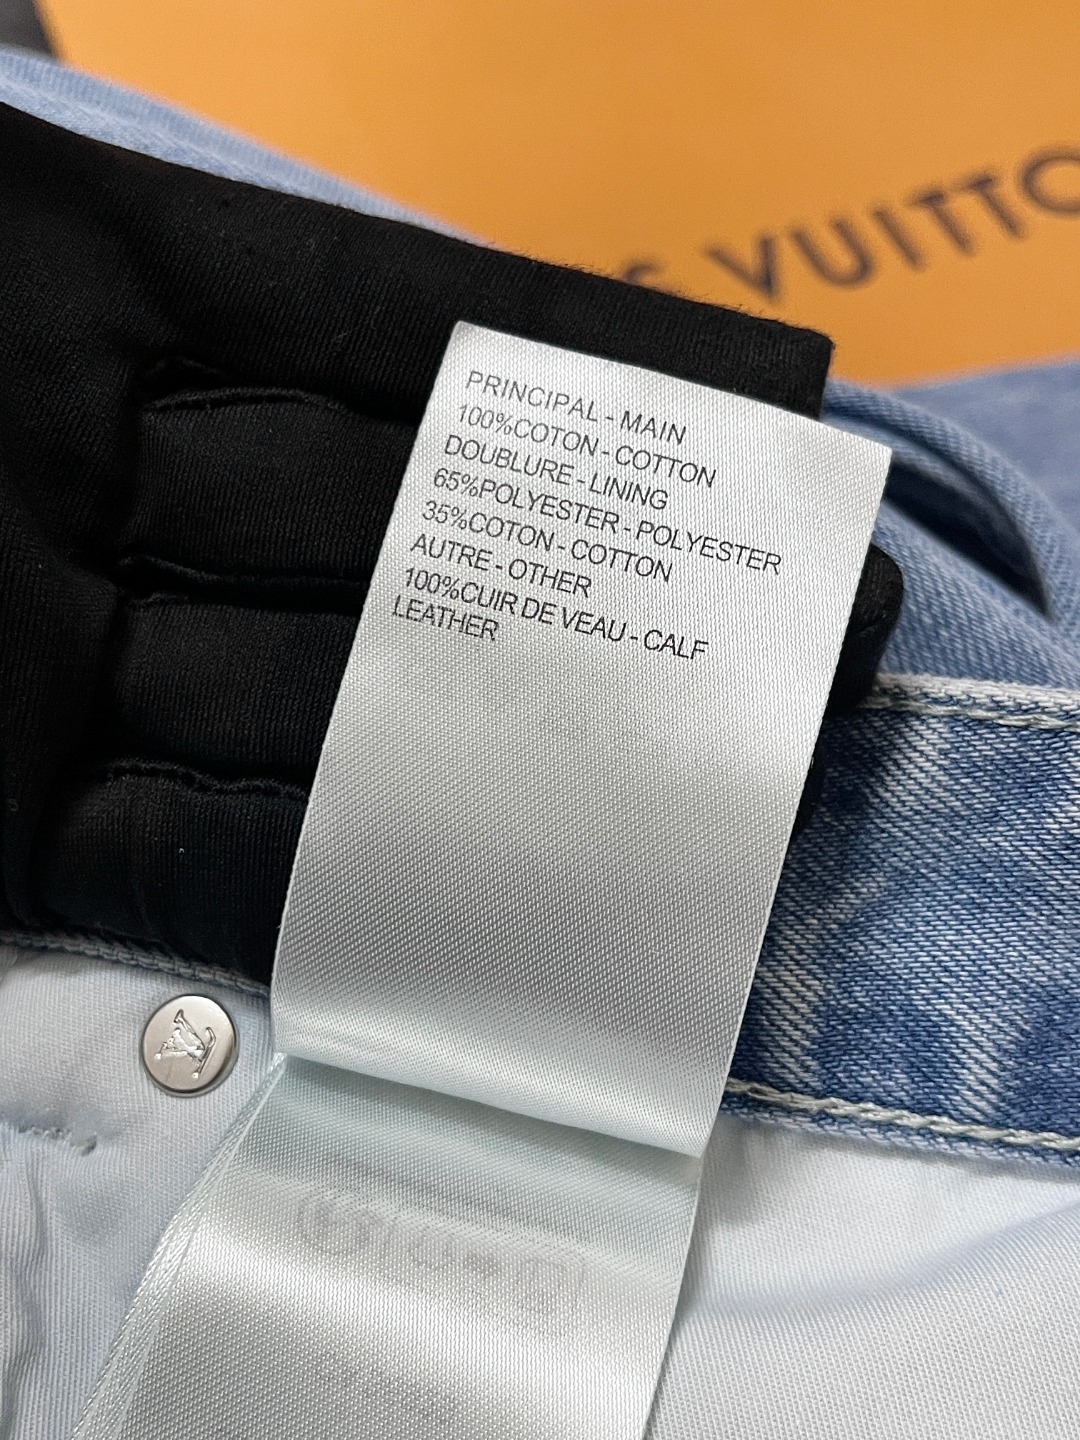 VUITTO
PRINCIPAL - MAIN
100%COTON - COTTON
DOUBLURE - LINING
65%POLYESTER - POLYESTER
35%COTON - COTTON
AUTRE - OTHER
100%CUIR DE VEAU - CALF
LEATHER
LV